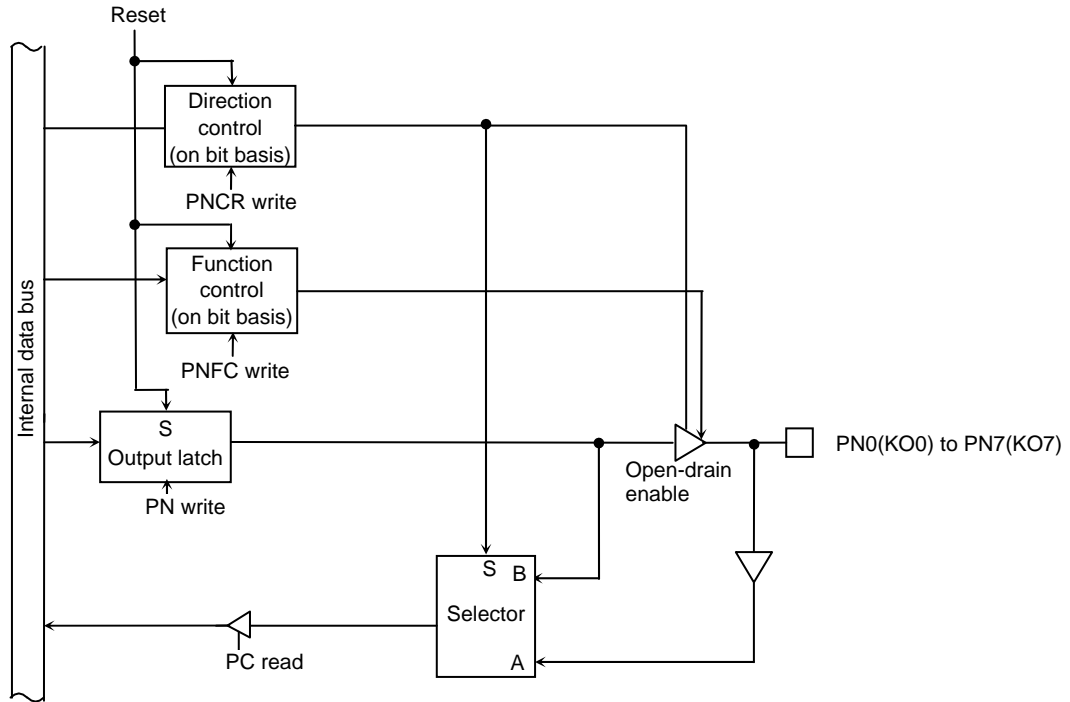 Reset
Direction
control
(on bit basis)
PNCR write
Function
control
(on bit basis)
PNFC write
Internal data bus
S
Output latch
PN write
Open-drain
enable
PN0(KO0) to PN7(KO7)
S
B
Selector
A
PC read